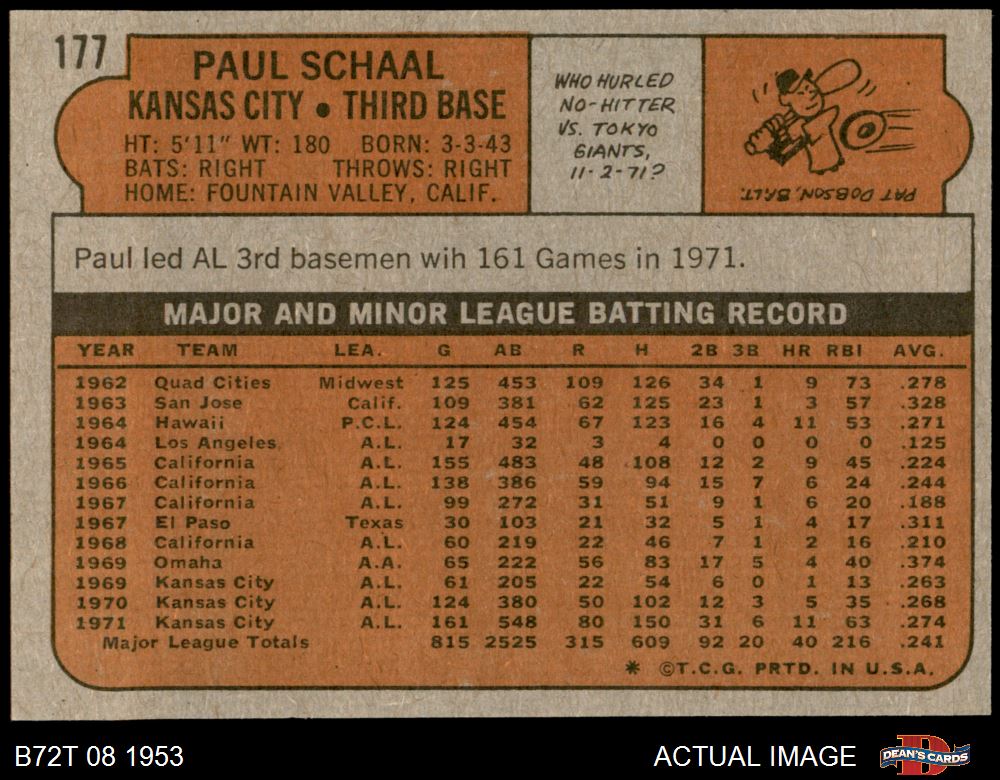 177
PAUL SCHAAL
KANSAS CITY • THIRD BASE
HT: 5'11" WT: 180 BORN: 3-3-43
BATS: RIGHT THROWS: RIGHT
HOME: FOUNTAIN VALLEY, CALIF.
WHO HURLED
NO-HITTER
VS. TOKYO
GIANTS,
11-2-71?
PAT DOBSON, BALT.
Paul led AL 3rd basemen wih 161 Games in 1971.
MAJOR AND MINOR LEAGUE BATTING RECORD
YEAR TEAM LEA. G AB R H 2B 3B HR RBI AVG.
1962 Quad Cities Midwest 125 453 109 126 34 1 9 73 .278
1963 San Jose Calif. 109 381 62 125 23 1 3 57 .328
1964 Hawaii P.C.L. 124 454 67 123 16 4 11 53 .271
1964 Los Angeles A.L. 17 32 3 4 0 0 0 0 .125
1965 California A.L. 155 483 48 108 12 2 9 45 .224
1966 California A.L. 138 386 59 94 15 7 6 24 .244
1967 California A.L. 99 272 31 51 9 1 6 20 .188
1967 El Paso Texas 30 103 21 32 5 1 4 17 .311
1968 California A.L. 60 219 22 46 7 1 2 16 .210
1969 Omaha A.A. 65 222 56 83 17 5 4 40 .374
1969 Kansas City A.L. 61 205 22 54 6 0 1 13 .263
1970 Kansas City A.L. 124 380 50 102 12 3 5 35 .268
1971 Kansas City A.L. 161 548 80 150 31 6 11 63 .274
Major League Totals 815 2525 315 609 92 20 40 216 .241
* ©T.C.G. PRTD. IN U.S.A.
B72T 08 1953
ACTUAL IMAGE
DEAN'S CARDS